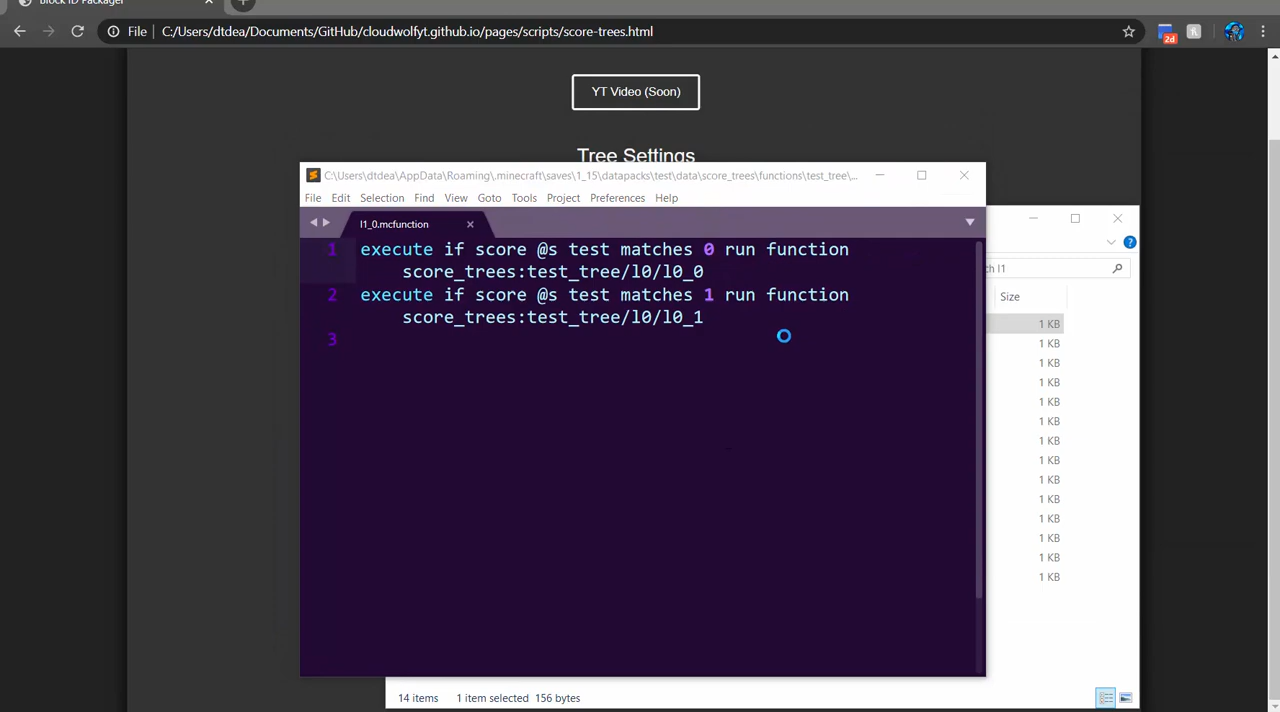 Block ID Packager
File C:/Users/dtdea/Documents/GitHub/cloudwolfyt.github.io/pages/scripts/score-trees.html
2d
YT Video (Soon)
Tree Settings
C:\Users\dtdea\AppData\Roaming\.minecraft\saves\1_15\datapacks\test\data\score_trees\functions\test_tree/...
File Edit Selection Find View Goto Tools Project Preferences Help
l1_0.mcfunction
1 execute if score @s test matches 0 run function
score_trees:test_tree/l0/l0_0
2 execute if score @s test matches 1 run function
score_trees:test_tree/l0/l0_1
3
l1
Size
1 KB
1 KB
1 KB
1 KB
1 KB
1 KB
1 KB
1 KB
1 KB
1 KB
1 KB
1 KB
1 KB
1 KB
14 items 1 item selected 156 bytes